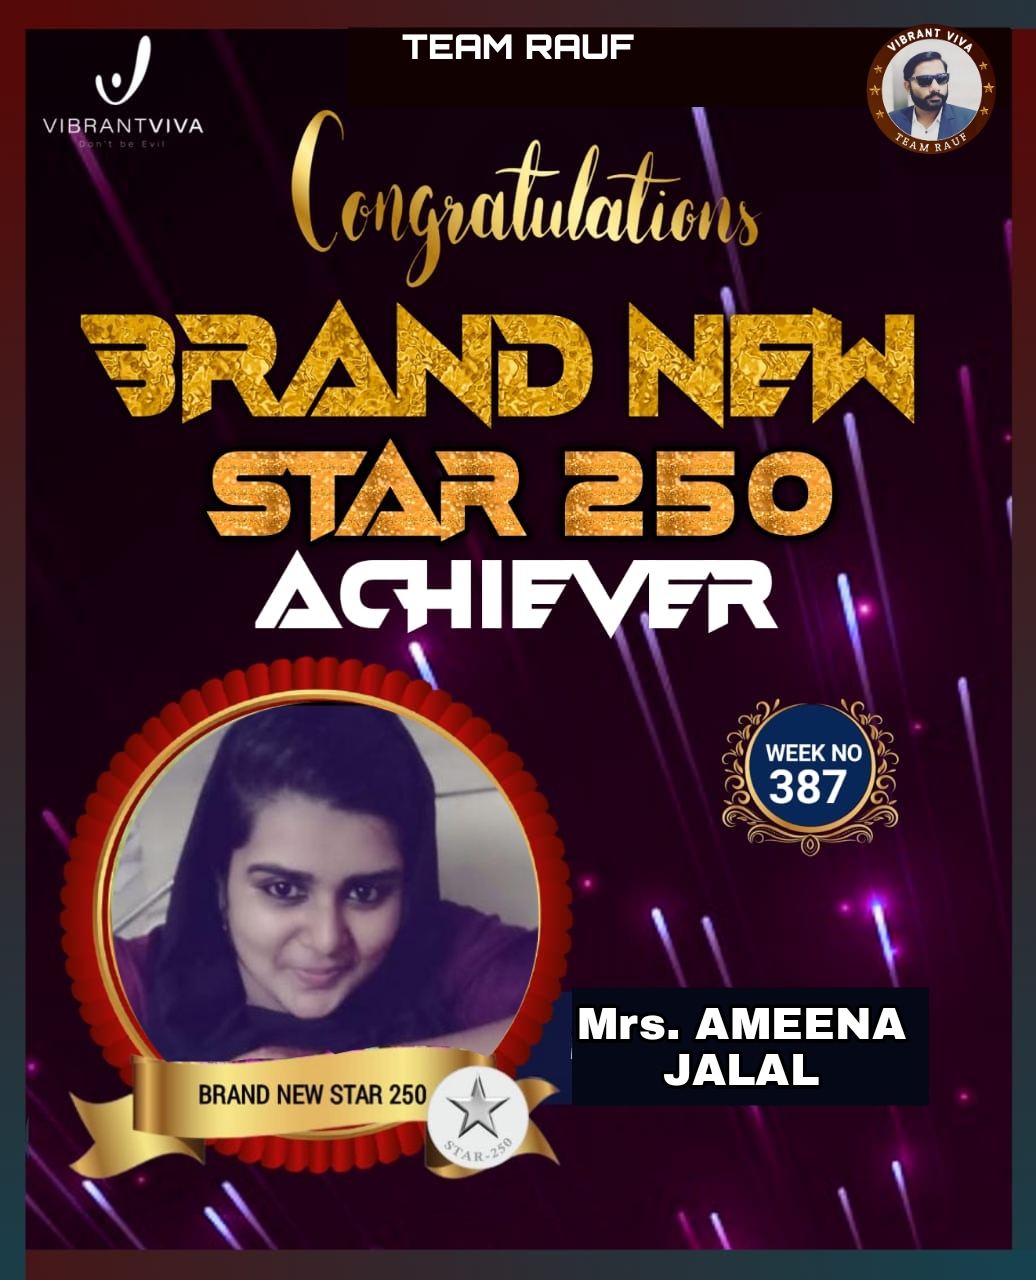 TEAM RAUF
VIBRANTVIVA
Don't be Evil
VIBRANT VIVA
TEAM RAUF
Congratulations
BRAND NEW
STAR 250
ACHIEVER
WEEK NO
387
Mrs. AMEENA
JALAL
BRAND NEW STAR 250
STAR-250